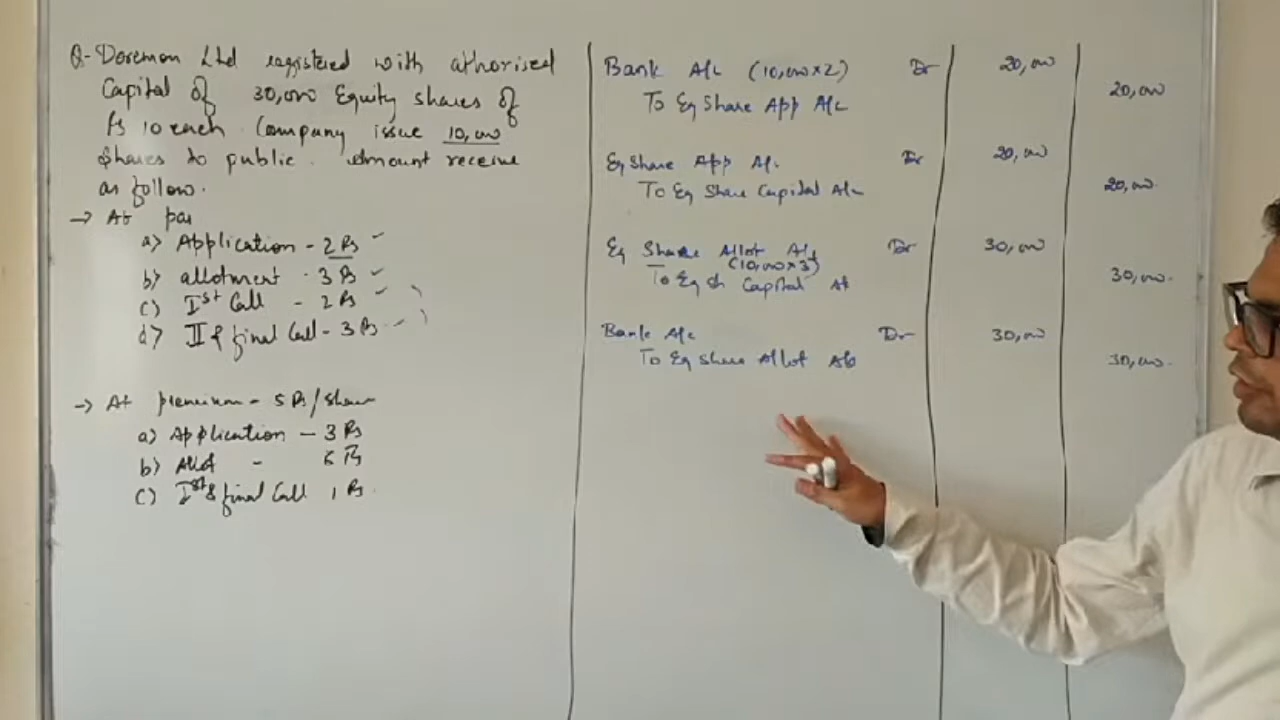 Q- Doremon Ltd registered with athorised
Capital of 30,000 Equity shares of
Rs 10 each. Company issue 10,000
Shares to public. Amount receive
as follow.
→ At par
a) Application - 2 Rs
b) allotment - 3 Rs
c) Ist Call - 2 Rs
d) II & final Call - 3 Rs
→ At premium - 5 Rs/share
a) Application - 3 Rs
b) Allot - 6 Rs
c) Ist & final Call 1 Rs
Bank A/c (10,000×2) Dr 20,000
To Eq Share App A/c 20,000
Eq Share App A/c Dr 20,000
To Eq Share Capital A/c 20,000
Eq Share Allot A/c Dr 30,000
(10,000×3)
To Eq Sh Capital A/c 30,000
Bank A/c Dr 30,000
To Eq Share Allot A/c 30,000